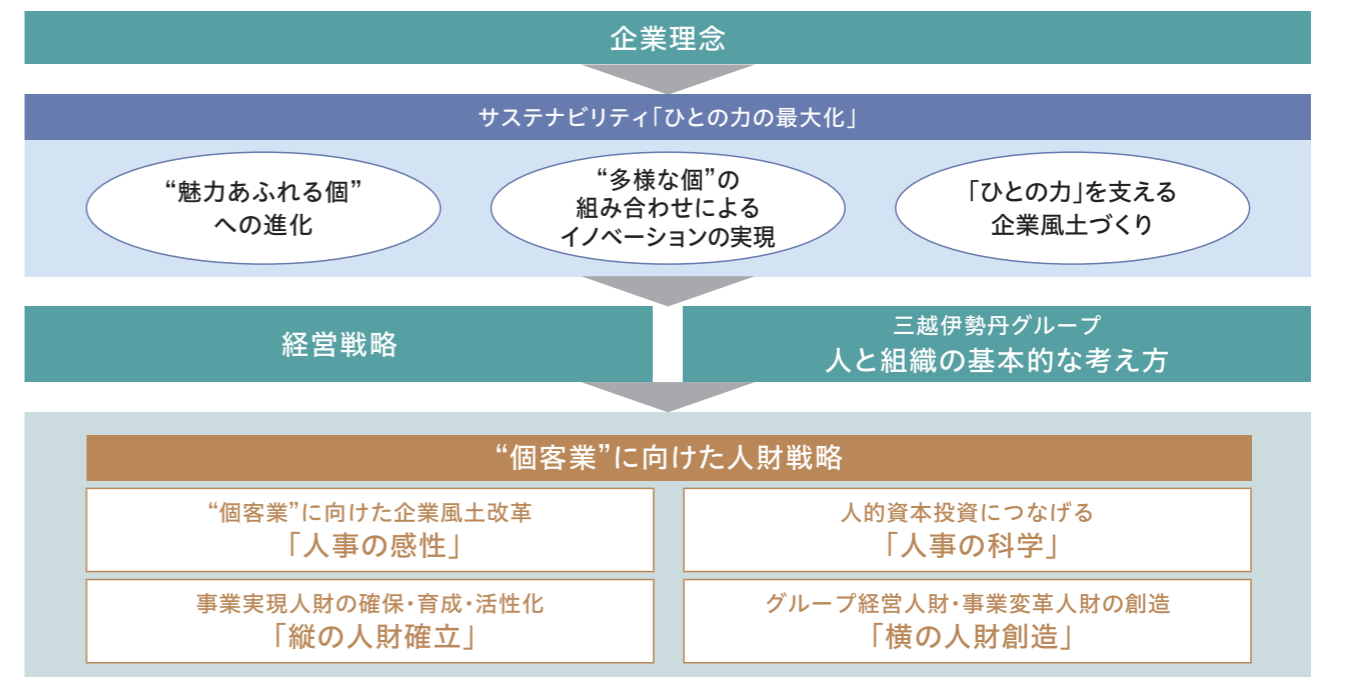 企業理念
サステナビリティ「ひとの力の最大化」
“魅力あふれる個”
への進化
“多様な個”の
組み合わせによる
イノベーションの実現
「ひとの力」を支える
企業風土づくり
経営戦略
三越伊勢丹グループ
人と組織の基本的な考え方
“個客業”に向けた人財戦略
“個客業”に向けた企業風土改革
「人事の感性」
人的資本投資につなげる
「人事の科学」
事業実現人財の確保・育成・活性化
「縦の人財確立」
グループ経営人財・事業変革人財の創造
「横の人財創造」